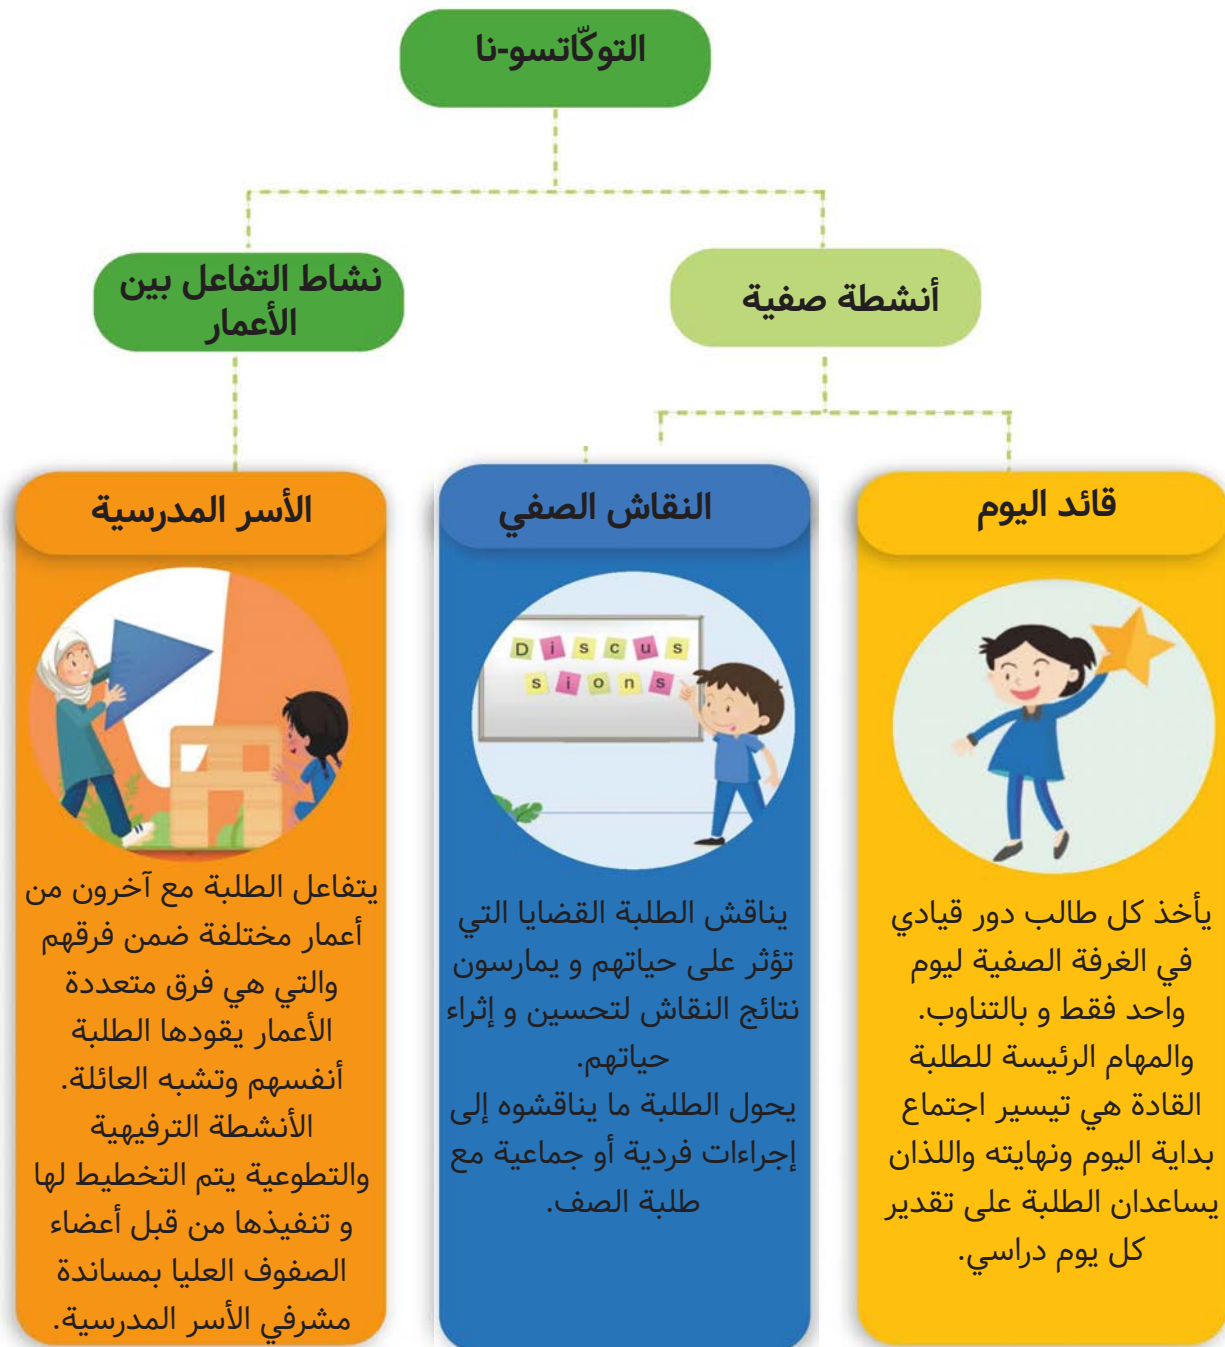 التوكّاتسو-نا
أنشطة صفية
نشاط التفاعل بين
الأعمار
قائد اليوم
يأخذ كل طالب دور قيادي
في الغرفة الصفية ليوم
واحد فقط و بالتناوب.
والمهام الرئيسة للطلبة
القادة هي تيسير اجتماع
بداية اليوم ونهايته واللذان
يساعدان الطلبة على تقدير
كل يوم دراسي.
النقاش الصفي
D i s c u s
s i o n s
يناقش الطلبة القضايا التي
تؤثر على حياتهم و يمارسون
نتائج النقاش لتحسين و إثراء
حياتهم.
يحول الطلبة ما يناقشوه إلى
إجراءات فردية أو جماعية مع
طلبة الصف.
الأسر المدرسية
يتفاعل الطلبة مع آخرون من
أعمار مختلفة ضمن فرقهم
والتي هي فرق متعددة
الأعمار يقودها الطلبة
أنفسهم وتشبه العائلة.
الأنشطة الترفيهية
والتطوعية يتم التخطيط لها
و تنفيذها من قبل أعضاء
الصفوف العليا بمساندة
مشرفي الأسر المدرسية.